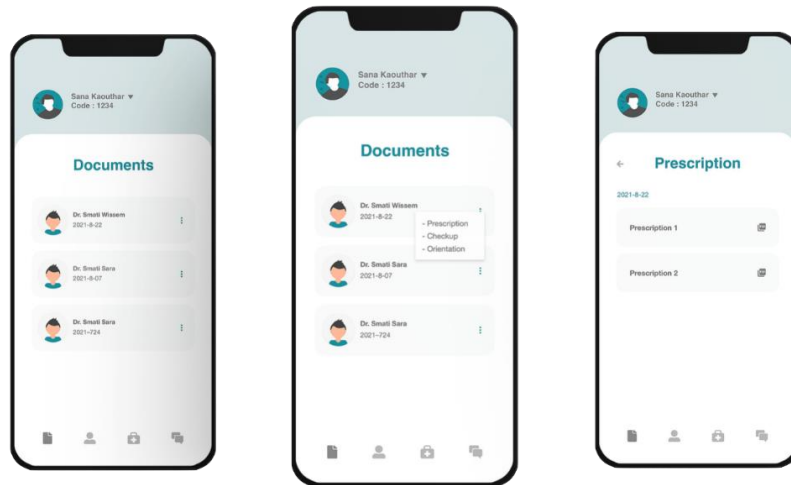 Sana Kaouthar ▼
Code : 1234
Documents
Dr. Smati Wissem
2021-8-22
Dr. Smati Sara
2021-8-07
Dr. Smati Sara
2021-724
Sana Kaouthar ▼
Code : 1234
Documents
Dr. Smati Wissem
2021-8-22
- Prescription
- Checkup
- Orientation
Dr. Smati Sara
2021-8-07
Dr. Smati Sara
2021-724
Sana Kaouthar ▼
Code : 1234
← Prescription
2021-8-22
Prescription 1
Prescription 2